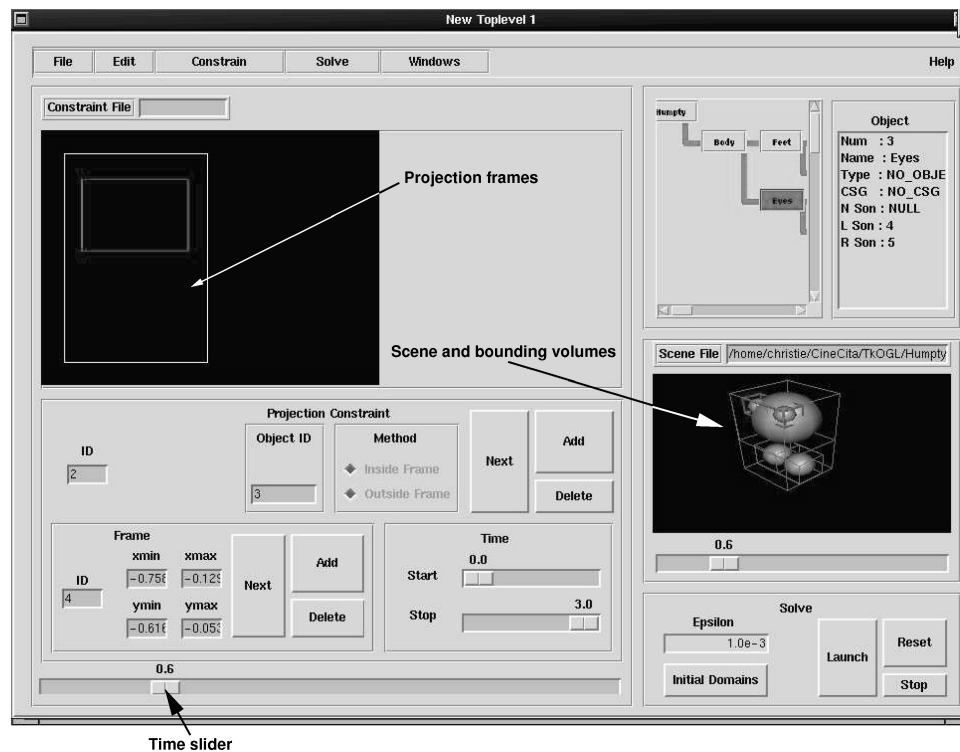 New Toplevel 1
File Edit Constrain Solve Windows Help
Constraint File
Projection frames
Humpty
Body Feet
Eyes
Object
Num : 3
Name : Eyes
Type : NO_OBJE
CSG : NO_CSG
N Son : NULL
L Son : 4
R Son : 5
Scene and bounding volumes
Scene File /home/christie/CineCita/TkOGL/Humpty
0.6
Projection Constraint
ID
2
Object ID
3
Method
Inside Frame
Outside Frame
Next
Add
Delete
Frame
ID
4
xmin xmax
-0.758 -0.129
ymin ymax
-0.616 -0.053
Next
Add
Delete
Time
0.0
Start
3.0
Stop
0.6
Time slider
Solve
Epsilon
1.0e-3
Initial Domains
Launch
Reset
Stop